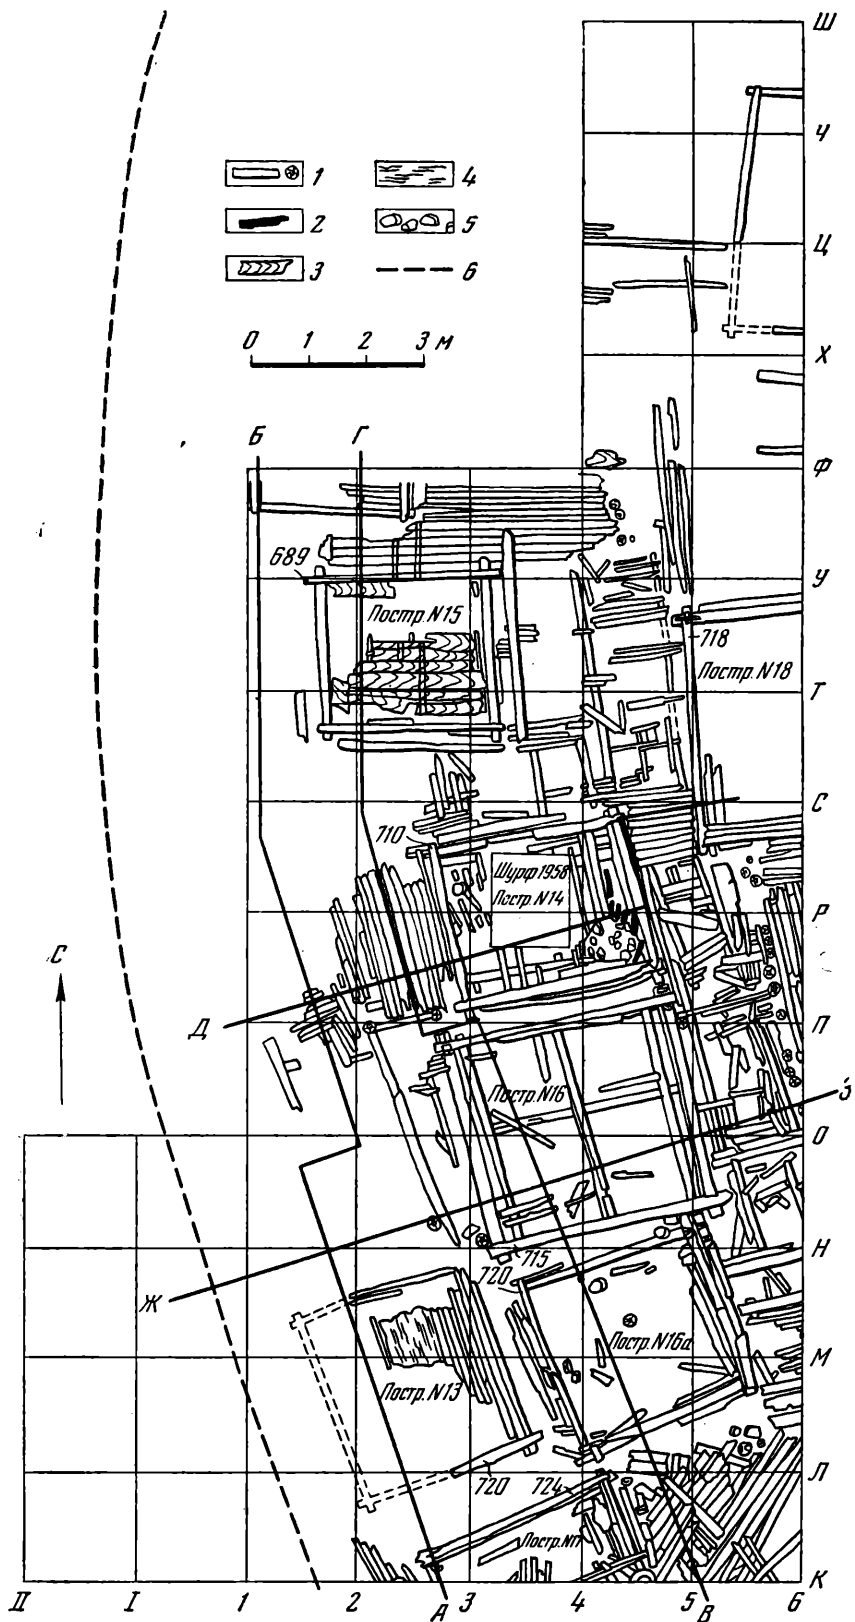 Ш
Ч
1
4
2
5
Ц
3
6
0 1 2 3 м
Х
Б
Г
Ф
689
У
Постр. N15
718
Постр. N18
Т
С
710
Шурф 1958
Постр. N14
Р
С
Д
П
З
Постр. N16
О
715
Н
720
Ж
Постр. N16а
М
Постр. N13
Л
720
724
Постр. N17
К
II I 1 2 А 3 4 5 В 6